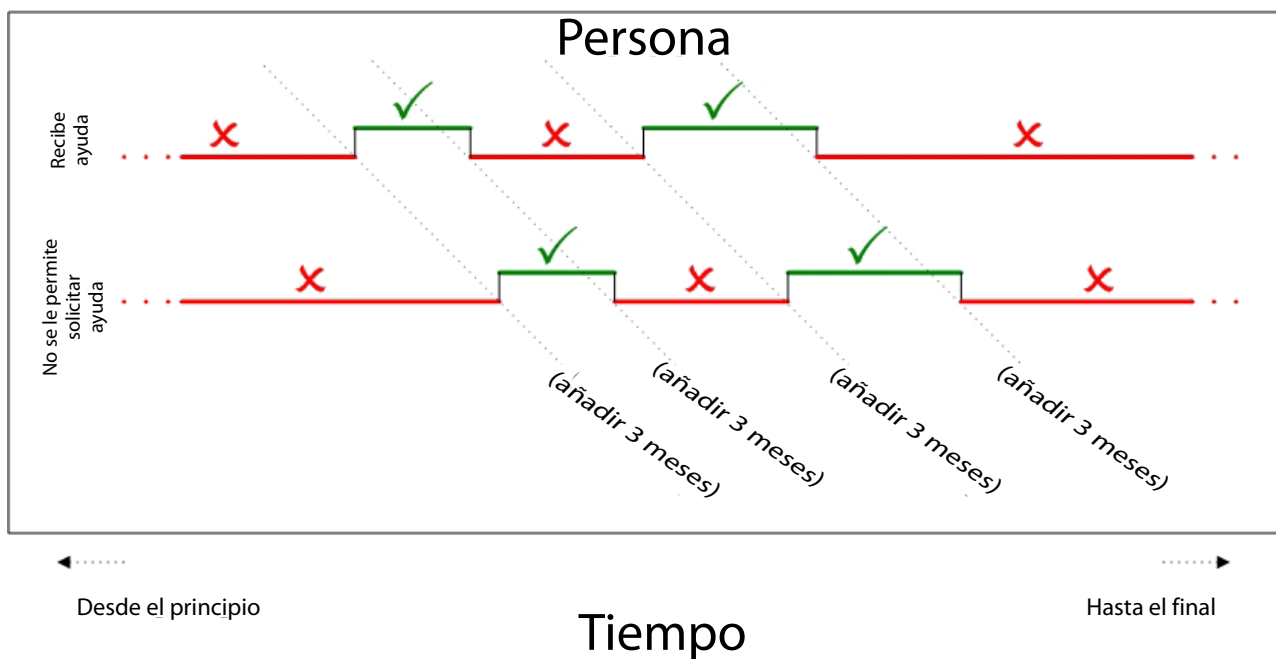 Persona
Recibe
ayuda
No se le permite
solicitar
ayuda
(añadir 3 meses)
(añadir 3 meses)
(añadir 3 meses)
(añadir 3 meses)
Desde el principio
Hasta el final
Tiempo